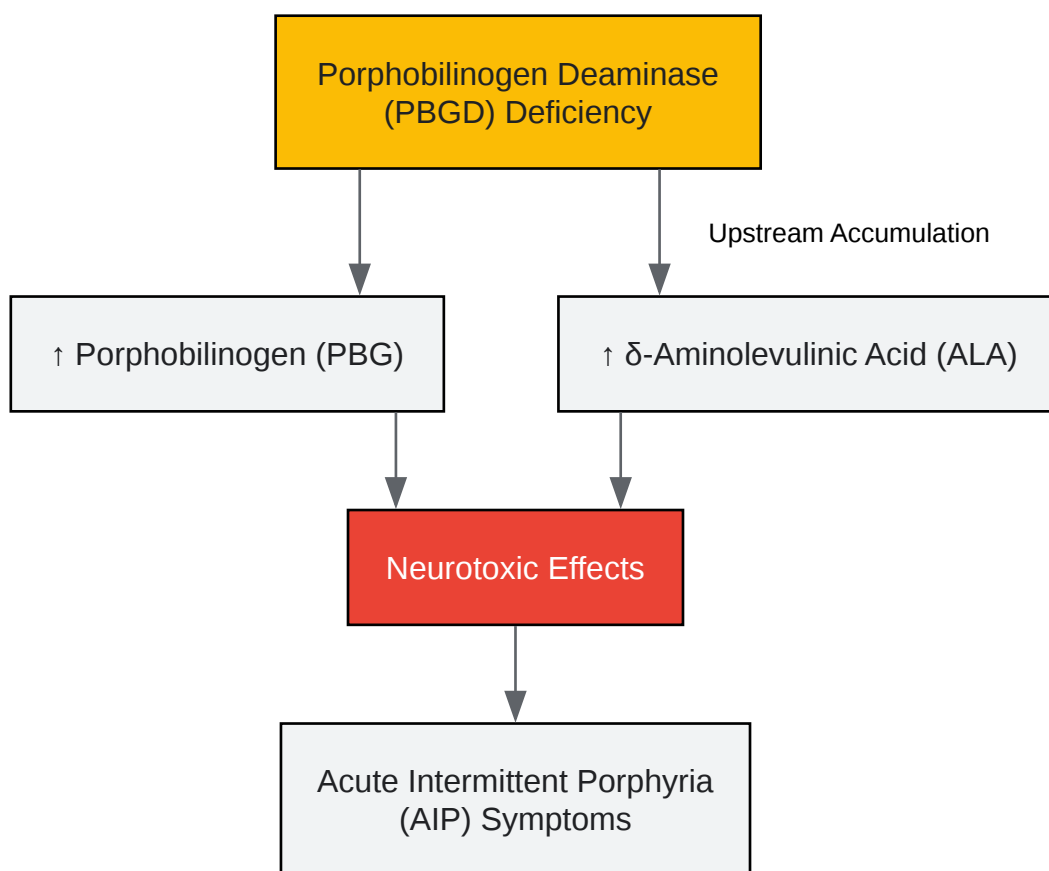 Porphobilinogen Deaminase
(PBGD) Deficiency
Upstream Accumulation
↑ Porphobilinogen (PBG)
↑ δ-Aminolevulinic Acid (ALA)
Neurotoxic Effects
Acute Intermittent Porphyria
(AIP) Symptoms